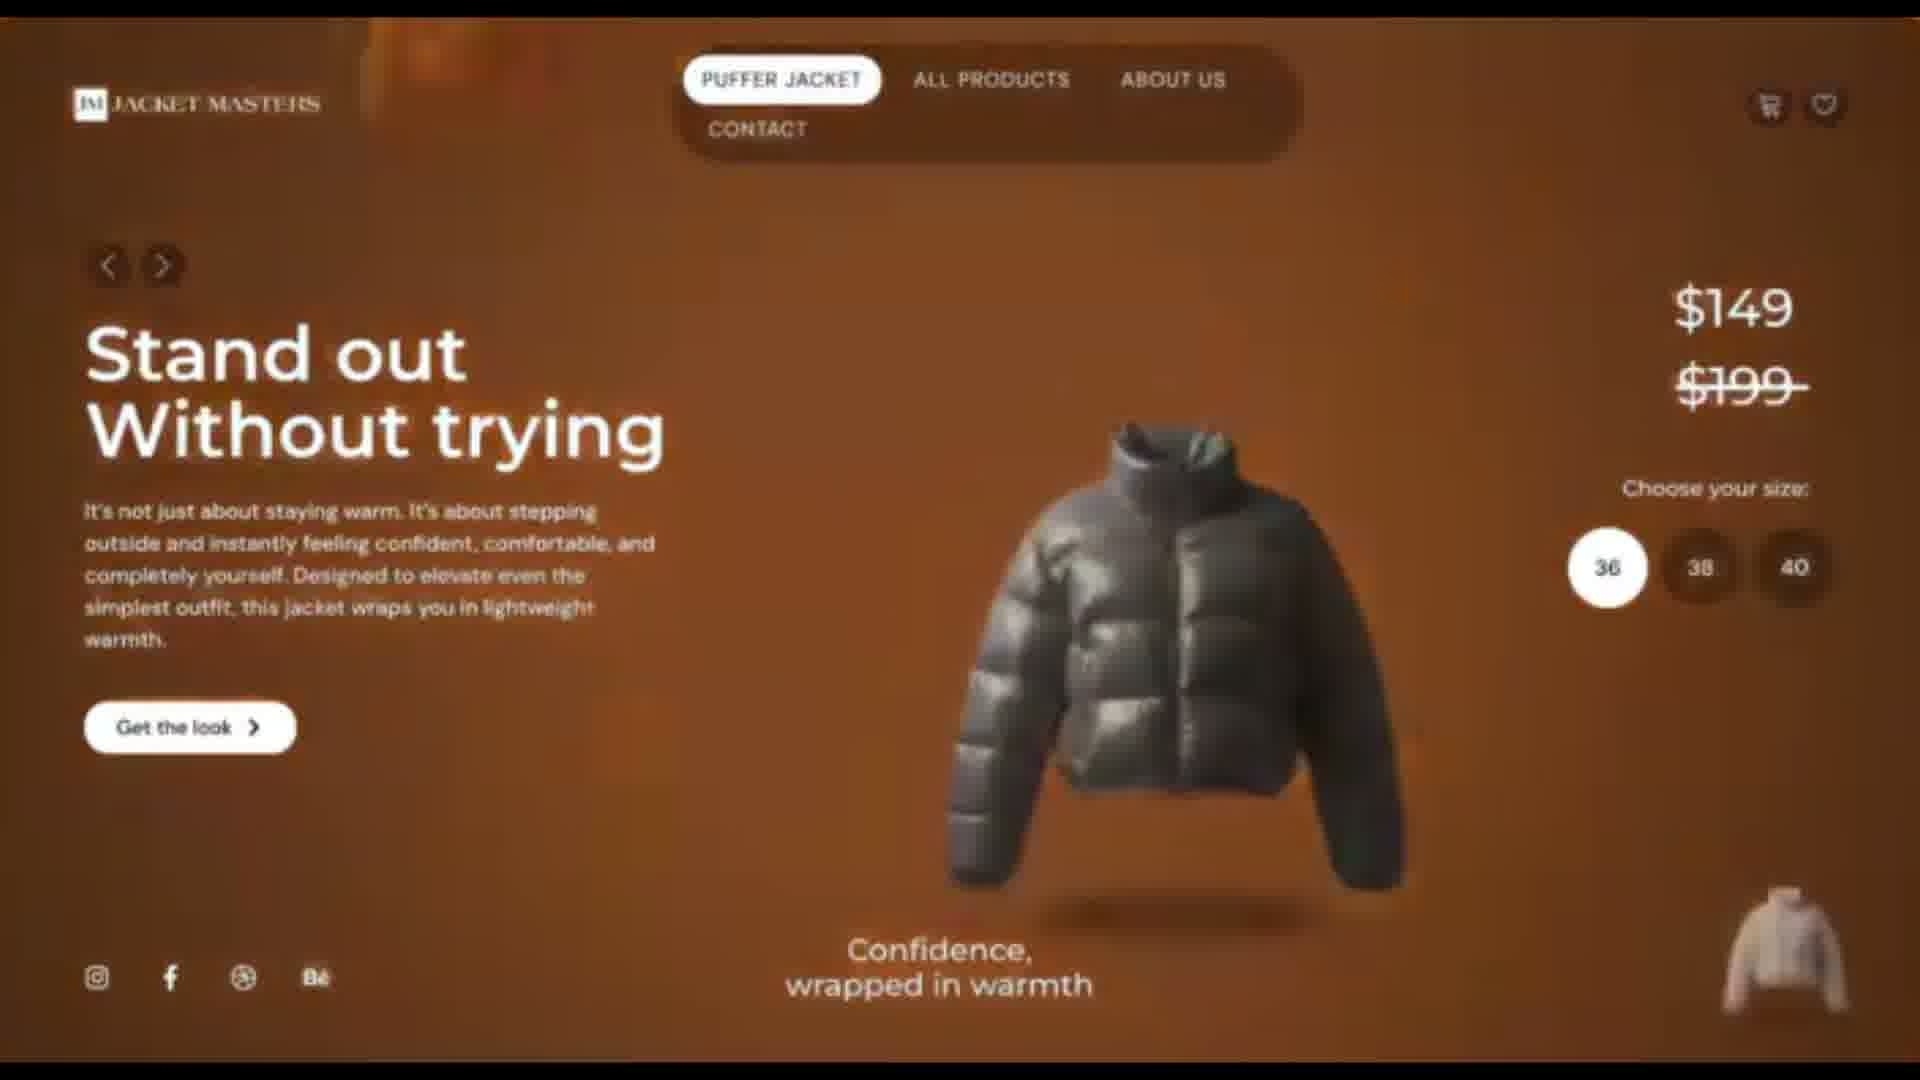 JM JACKET MASTERS
PUFFER JACKET ALL PRODUCTS ABOUT US
CONTACT
Stand out
Without trying
It's not just about staying warm. It's about stepping
outside and instantly feeling confident, comfortable, and
completely yourself. Designed to elevate even the
simplest outfit, this jacket wraps you in lightweight
warmth.
Get the look
$149
$199
Choose your size:
36 38 40
Confidence,
wrapped in warmth
Bē